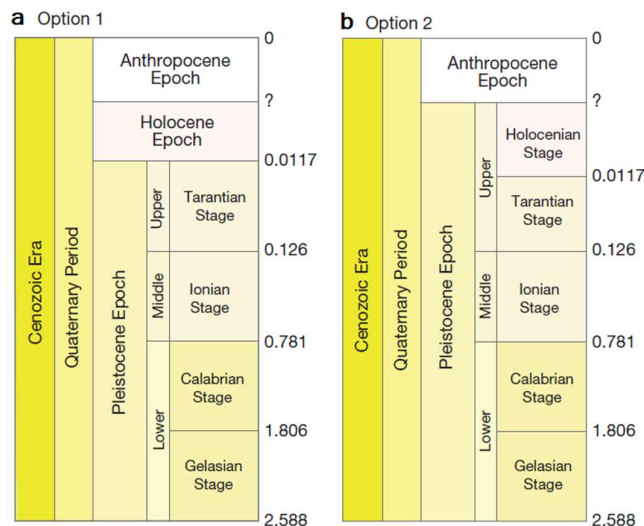 a Option 1
Cenozoic Era
Quaternary Period
Anthropocene
Epoch
Holocene
Epoch
Pleistocene Epoch
Upper
Middle
Lower
Tarantian
Stage
Ionian
Stage
Calabrian
Stage
Gelasian
Stage
0
?
0.0117
0.126
0.781
1.806
2.588
b Option 2
Cenozoic Era
Quaternary Period
Anthropocene
Epoch
Pleistocene Epoch
Upper
Middle
Lower
Holocenian
Stage
Tarantian
Stage
Ionian
Stage
Calabrian
Stage
Gelasian
Stage
0
?
0.0117
0.126
0.781
1.806
2.588